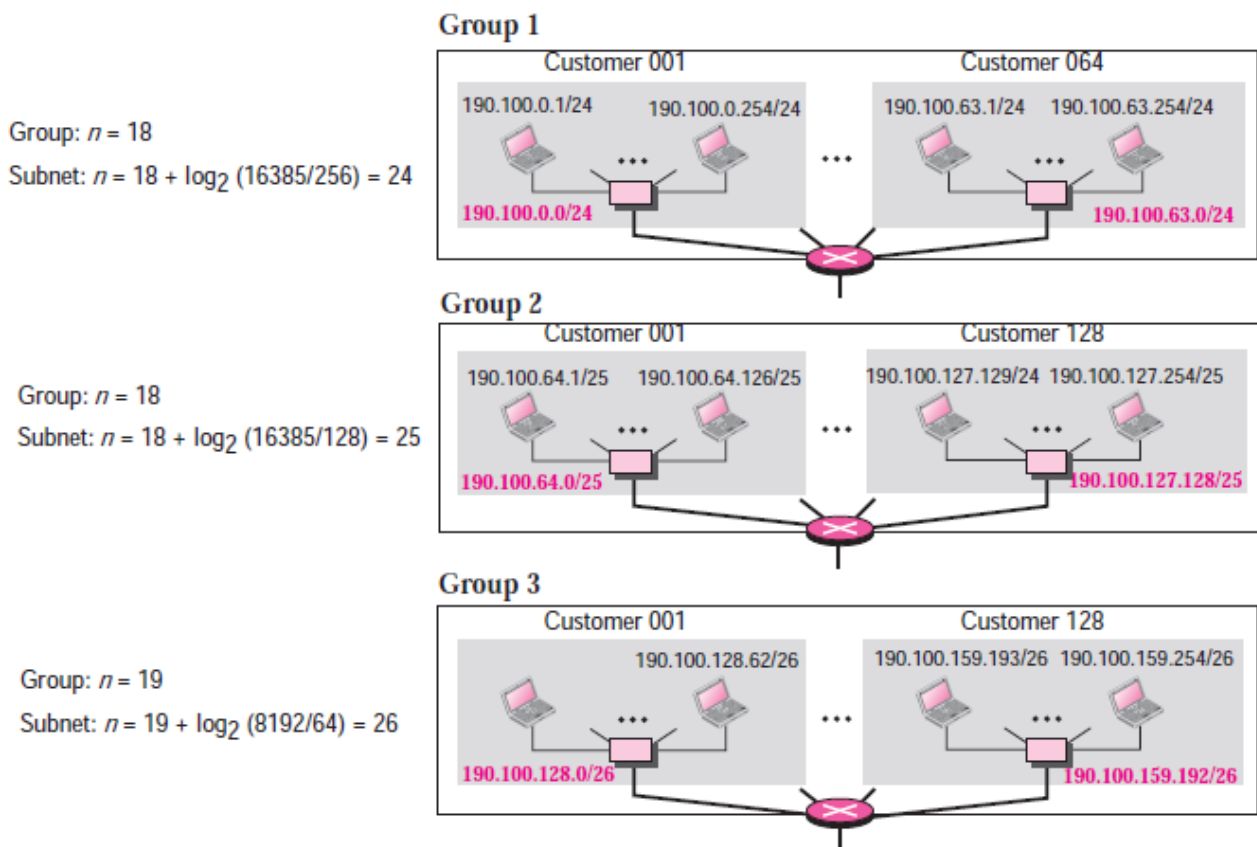 Group 1
Customer 001
Customer 064
190.100.0.1/24
190.100.0.254/24
190.100.63.1/24
190.100.63.254/24
Group: n = 18
Subnet: n = 18 + log2 (16385/256) = 24
190.100.0.0/24
190.100.63.0/24
Group 2
Customer 001
Customer 128
190.100.64.1/25
190.100.64.126/25
190.100.127.129/24
190.100.127.254/25
Group: n = 18
Subnet: n = 18 + log2 (16385/128) = 25
190.100.64.0/25
190.100.127.128/25
Group 3
Customer 001
Customer 128
190.100.128.62/26
190.100.159.193/26
190.100.159.254/26
Group: n = 19
Subnet: n = 19 + log2 (8192/64) = 26
190.100.128.0/26
190.100.159.192/26